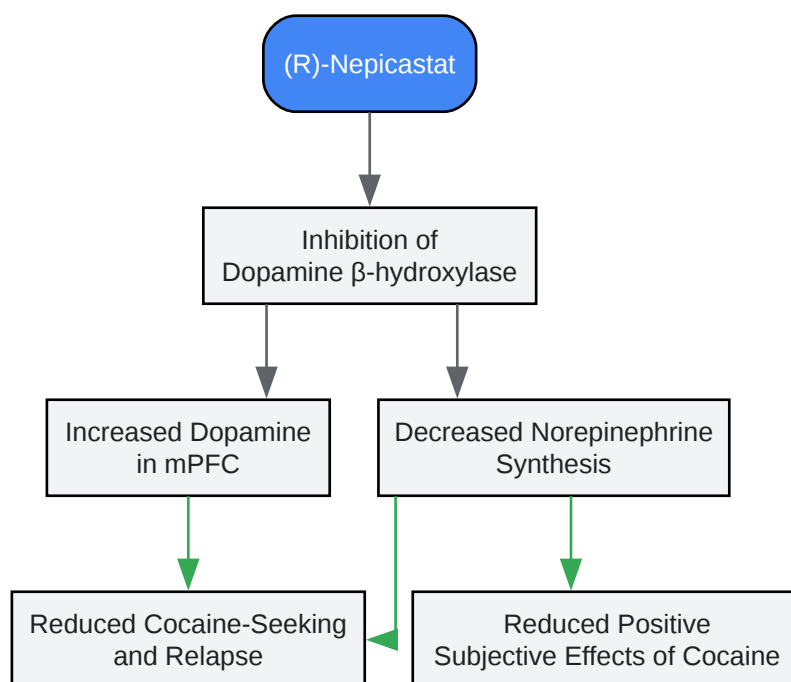 (R)-Nepicastat
Inhibition of
Dopamine β-hydroxylase
Increased Dopamine
in mPFC
Decreased Norepinephrine
Synthesis
Reduced Cocaine-Seeking
and Relapse
Reduced Positive
Subjective Effects of Cocaine